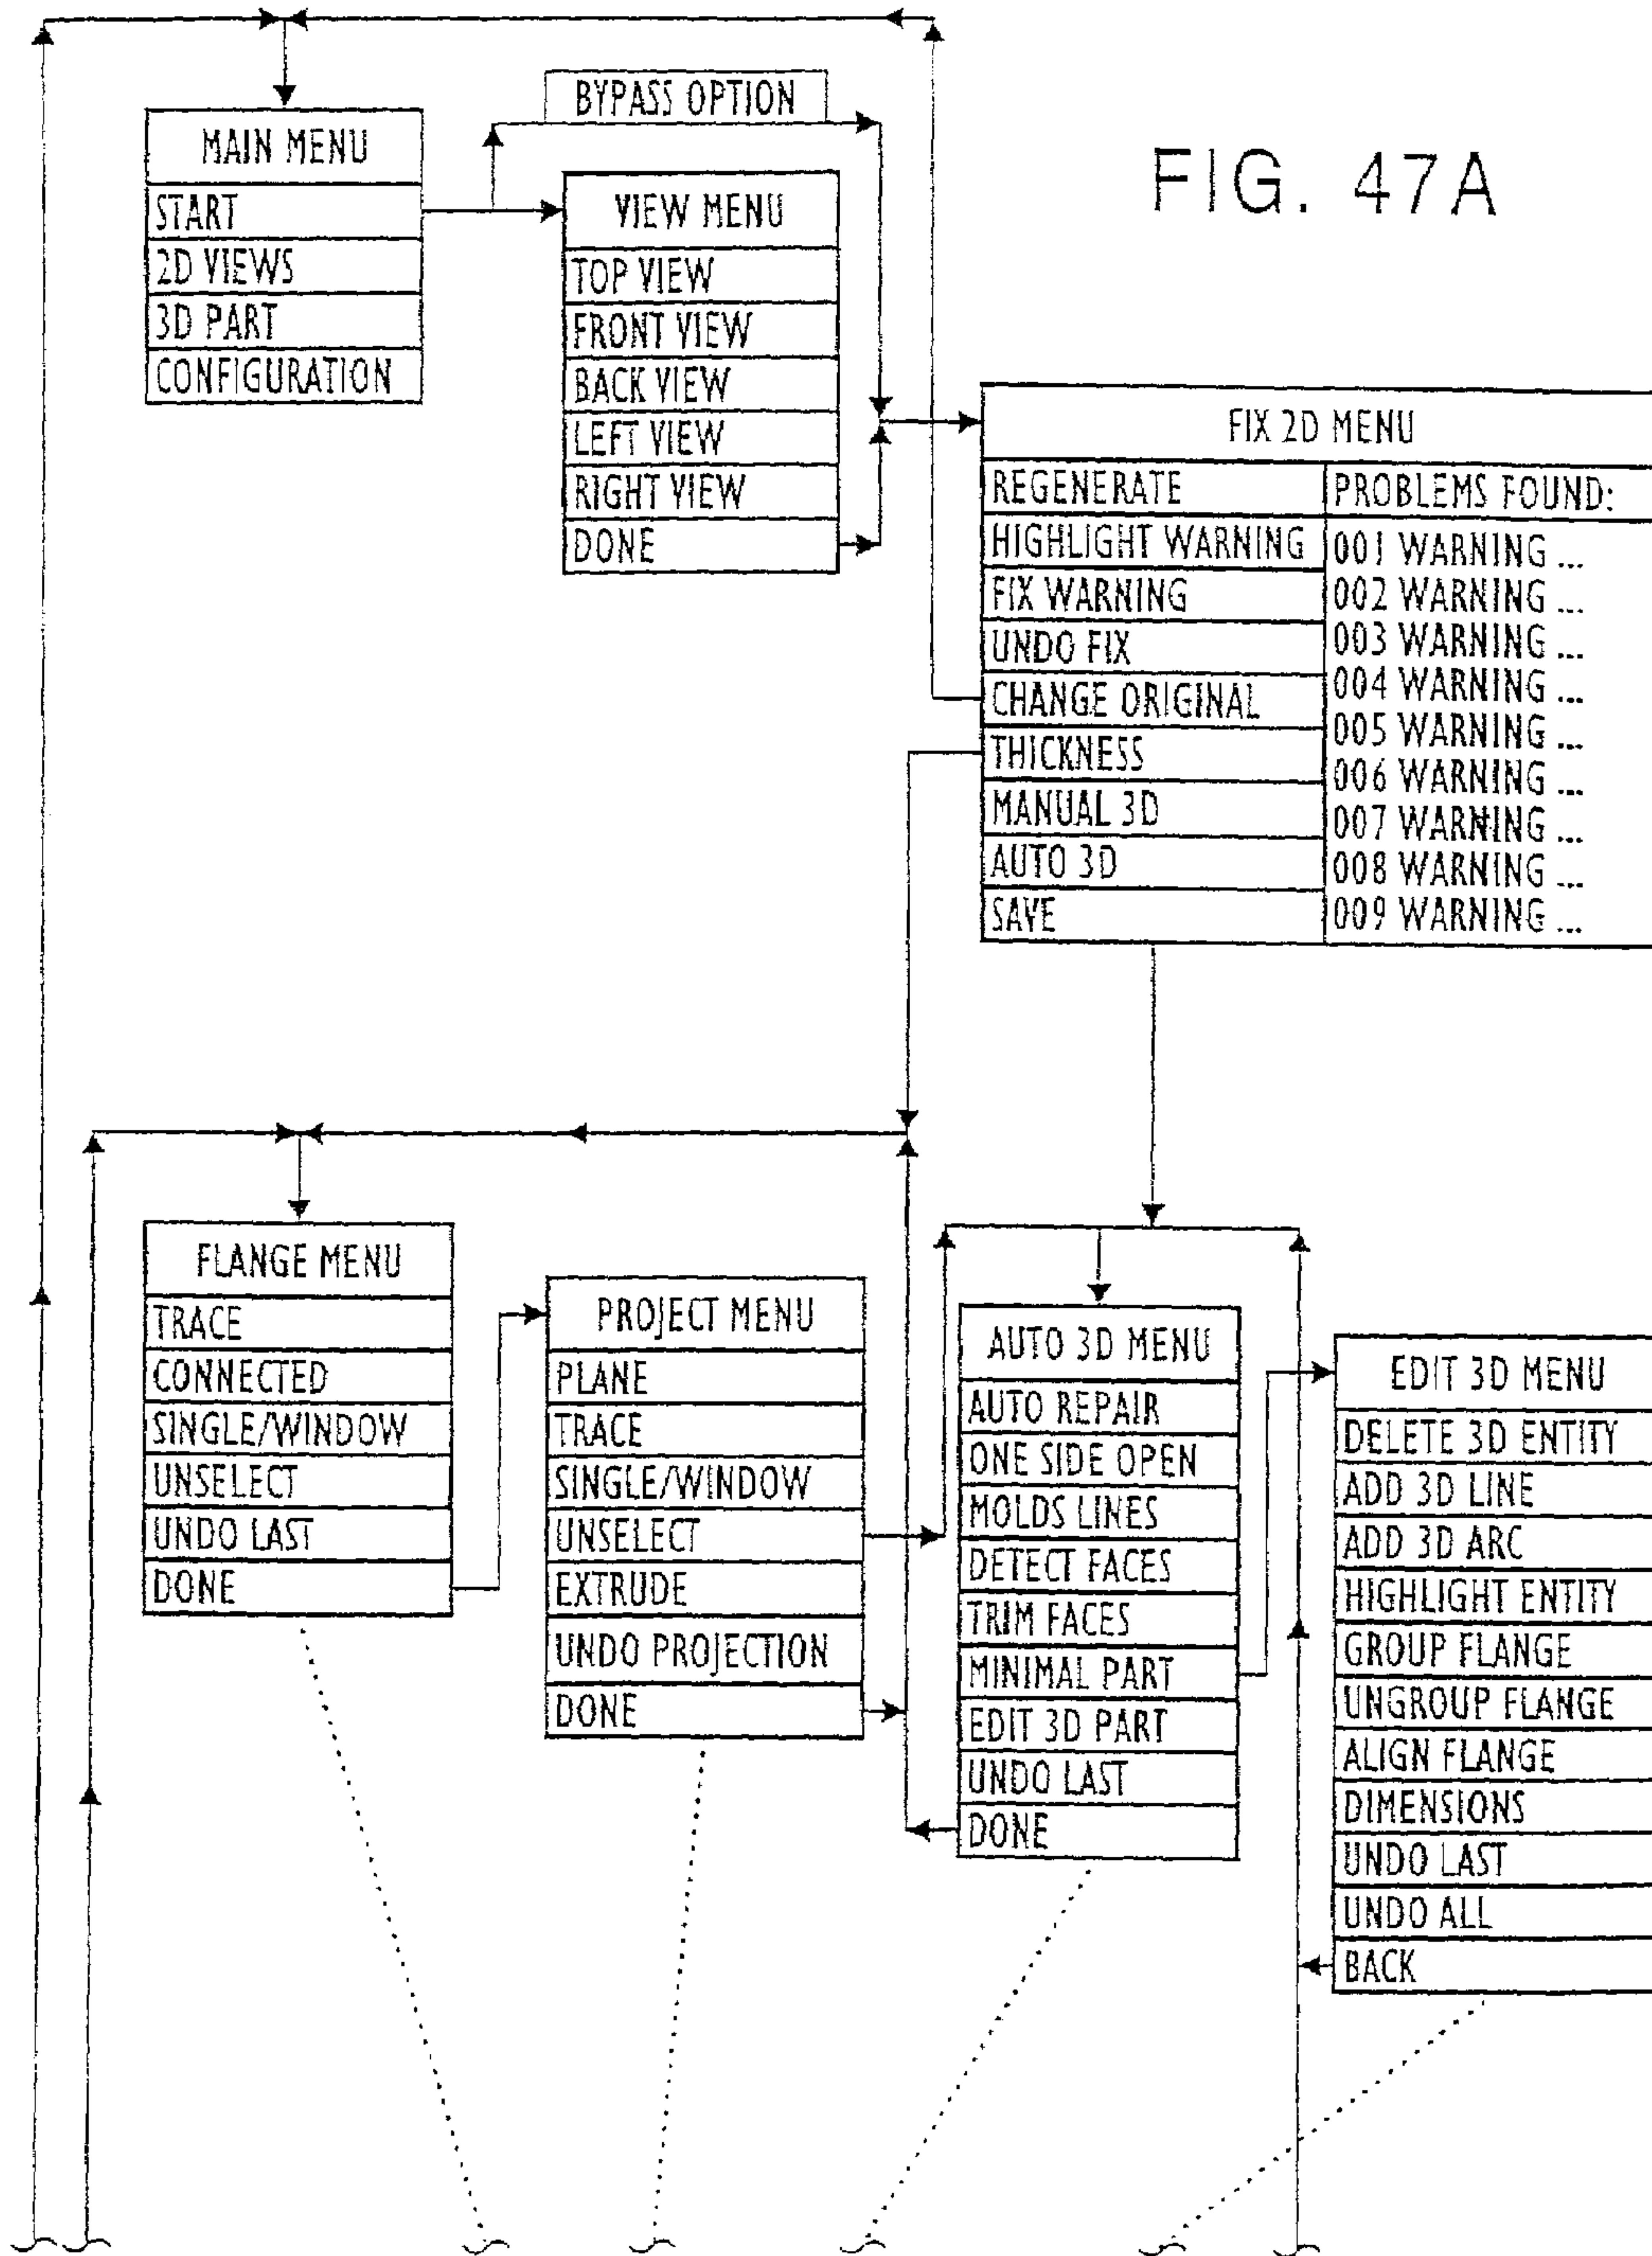 BYPASS OPTION
FIG. 47A
MAIN MENU
START
2D VIEWS
3D PART
CONFIGURATION
VIEW MENU
TOP VIEW
FRONT VIEW
BACK VIEW
LEFT VIEW
RIGHT VIEW
DONE
FIX 2D MENU
REGENERATE
HIGHLIGHT WARNING
FIX WARNING
UNDO FIX
CHANGE ORIGINAL
THICKNESS
MANUAL 3D
AUTO 3D
SAVE
PROBLEMS FOUND:
001 WARNING ...
002 WARNING ...
003 WARNING ...
004 WARNING ...
005 WARNING ...
006 WARNING ...
007 WARNING ...
008 WARNING ...
009 WARNING ...
FLANGE MENU
TRACE
CONNECTED
SINGLE/WINDOW
UNSELECT
UNDO LAST
DONE
PROJECT MENU
PLANE
TRACE
SINGLE/WINDOW
UNSELECT
EXTRUDE
UNDO PROJECTION
DONE
AUTO 3D MENU
AUTO REPAIR
ONE SIDE OPEN
MOLDS LINES
DETECT FACES
TRIM FACES
MINIMAL PART
EDIT 3D PART
UNDO LAST
DONE
EDIT 3D MENU
DELETE 3D ENTITY
ADD 3D LINE
ADD 3D ARC
HIGHLIGHT ENTITY
GROUP FLANGE
UNGROUP FLANGE
ALIGN FLANGE
DIMENSIONS
UNDO LAST
UNDO ALL
BACK